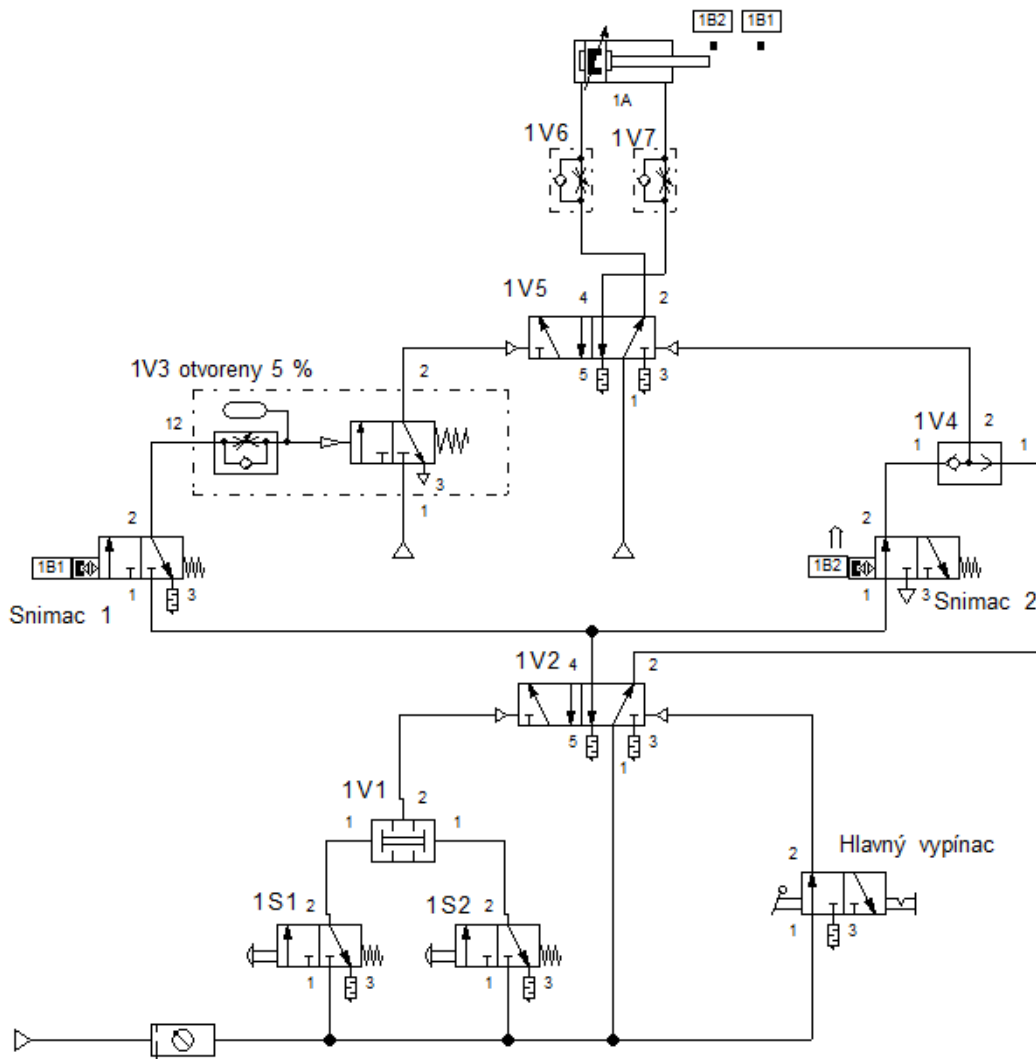 1B2 1B1
1A
1V6 1V7
1V5 4 2
5 3
1
1V3 otvoreny 5 %
2
12
3
1
1V4 2
1 1
2
1B1
1 3
Snimac 1
2
1B2
1 3
Snimac 2
1V2 4 2
5 3
1
1V1 2
1 1
Hlavný vypínac
2
1 3
1S1 2
1 3
1S2 2
1 3